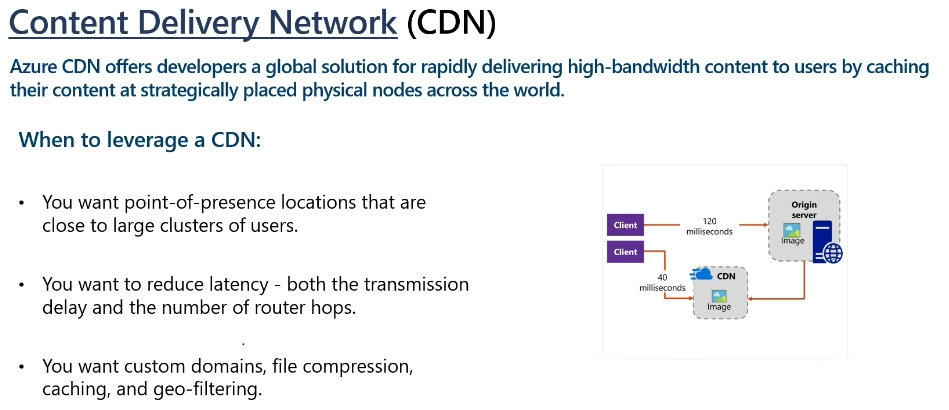 Content Delivery Network (CDN)
Azure CDN offers developers a global solution for rapidly delivering high-bandwidth content to users by caching
their content at strategically placed physical nodes across the world.
When to leverage a CDN:
• You want point-of-presence locations that are
close to large clusters of users.
• You want to reduce latency - both the transmission
delay and the number of router hops.
.
• You want custom domains, file compression,
caching, and geo-filtering.
Client
120
milliseconds
Origin
server
Image
Client
40
milliseconds
CDN
Image